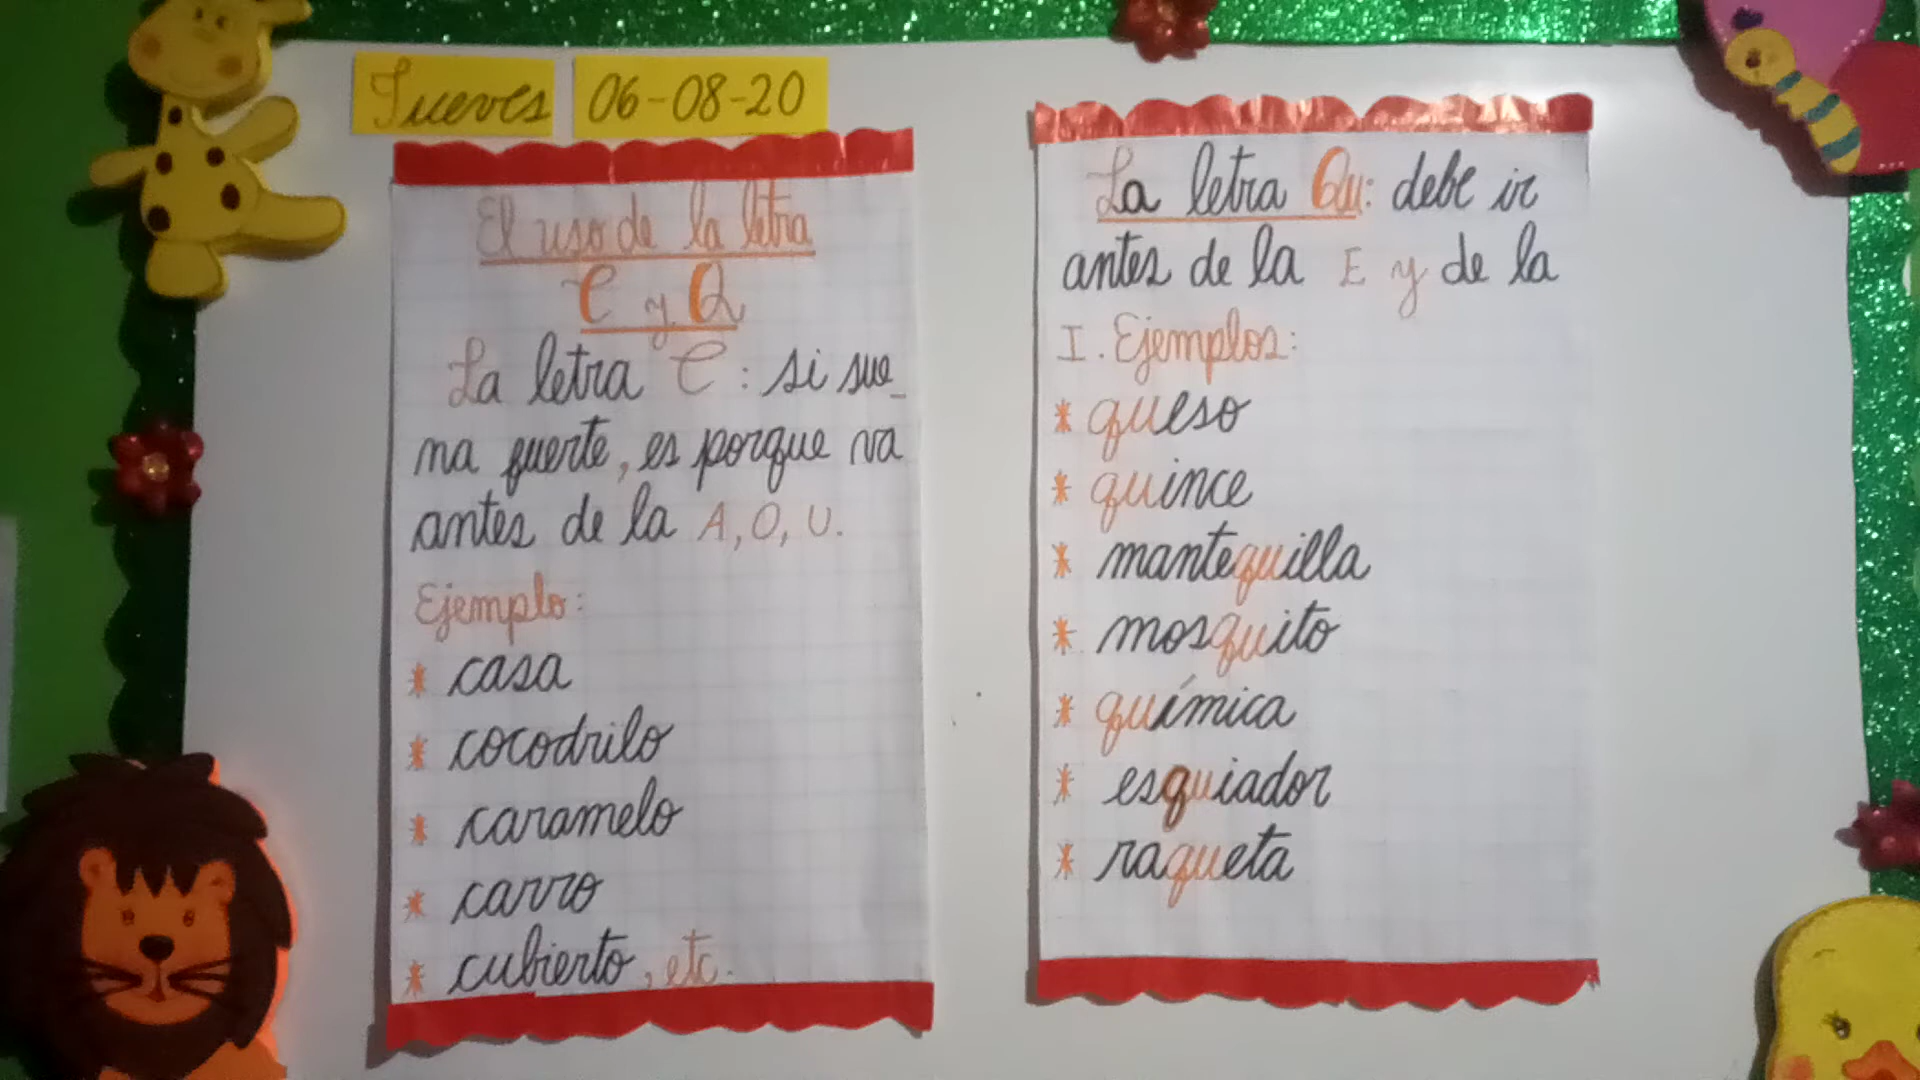 Jueves 06-08-20
El uso de la letra
C y Q
La letra C: si sue_
na fuerte, es porque va
antes de la A, O, U.
Ejemplo:
* casa
* cocodrilo
* caramelo
* carro
* cubierto, etc.
La letra Qu: debe ir
antes de la E y de la
I. Ejemplos:
* queso
* quince
* mantequilla
* mosquito
* química
* esquiador
* raqueta